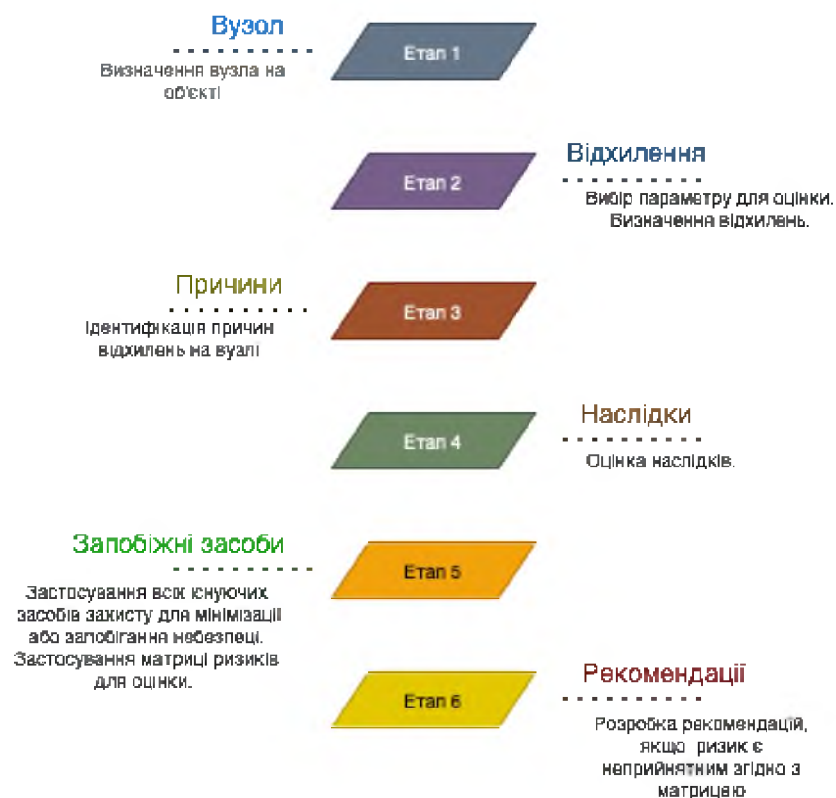 Вузол
Етап 1
Визначення вузла на
об'єкті
Відхилення
Етап 2
Вибір параметру для оцінки.
Визначення відхилень.
Причини
Етап 3
Ідентифікація причин
відхилень на вузлі
Наслідки
Етап 4
Оцінка наслідків.
Запобіжні засоби
Етап 5
Застосування всіх існуючих
засобів захисту для мінімізації
або запобігання небезпеці.
Застосування матриці ризиків
для оцінки.
Рекомендації
Етап 6
Розробка рекомендацій,
якщо ризик є
неприйнятним згідно з
матрицею